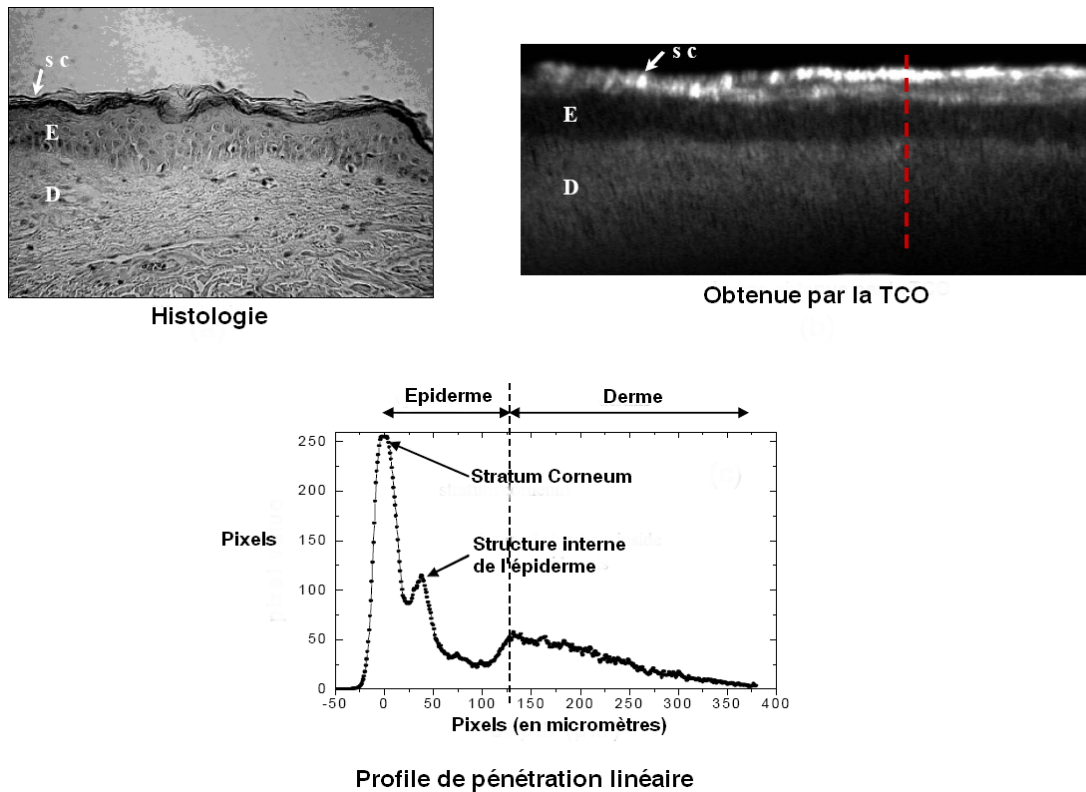 s c
E
D
Histologie
s c
E
D
Obtenue par la TCO
Epiderme
Derme
250
200
150
100
50
0
Pixels
Stratum Corneum
Structure interne
de l'épiderme
-50 0 50 100 150 200 250 300 350 400
Pixels (en micromètres)
Profile de pénétration linéaire